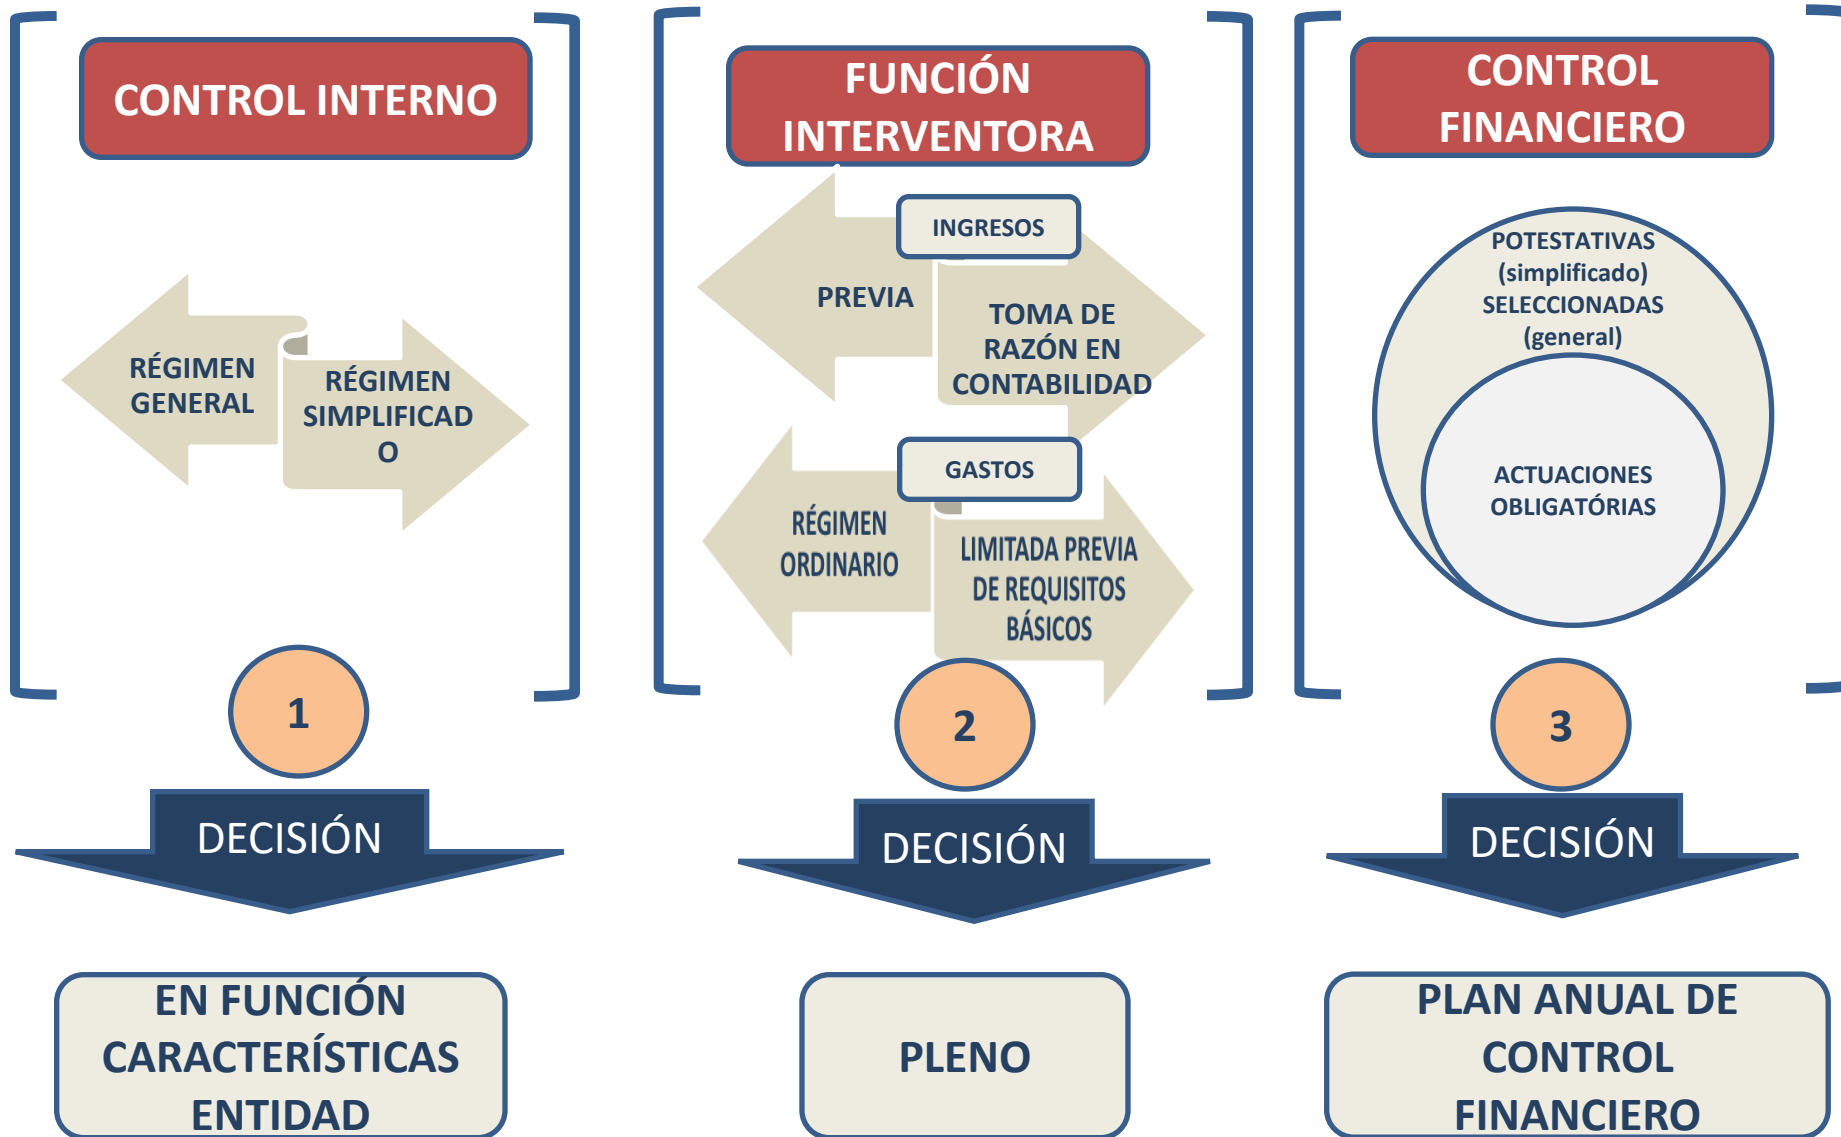 CONTROL INTERNO
RÉGIMEN
GENERAL
RÉGIMEN
SIMPLIFICAD
O
1
DECISIÓN
EN FUNCIÓN
CARACTERÍSTICAS
ENTIDAD
FUNCIÓN
INTERVENTORA
INGRESOS
PREVIA
TOMA DE
RAZÓN EN
CONTABILIDAD
GASTOS
RÉGIMEN
ORDINARIO
LIMITADA PREVIA
DE REQUISITOS
BÁSICOS
2
DECISIÓN
PLENO
CONTROL
FINANCIERO
POTESTATIVAS
(simplificado)
SELECCIONADAS
(general)
ACTUACIONES
OBLIGATÓRIAS
3
DECISIÓN
PLAN ANUAL DE
CONTROL
FINANCIERO